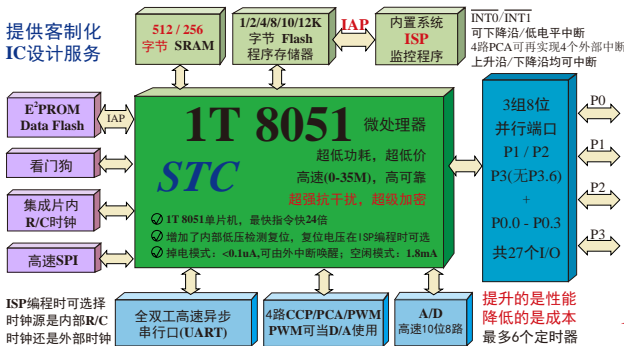 提供客制化
IC设计服务
512 / 256
字节 SRAM
1/2/4/8/10/12K
字节 Flash
程序存储器
IAP
内置系统
ISP
监控程序
INT0/INT1
可下降沿/低电平中断
4路PCA可再实现4个外部中断
上升沿/下降沿均可中断
E²PROM
Data Flash
IAP
看门狗
集成片内
R/C时钟
高速SPI
1T 8051 微处理器
STC
超低功耗，超低价
高速(0-35M)，高可靠
超强抗干扰，超级加密
1T 8051单片机，最快指令快24倍
增加了内部低压检测复位，复位电压在ISP编程时可选
掉电模式：<0.1uA,可由外中断唤醒；空闲模式：1.8mA
3组8位
并行端口
P1 / P2
P3(无P3.6)
+
P0.0 - P0.3
共27个I/O
P0
P1
P2
P3
ISP编程时可选择
时钟源是内部R/C
时钟还是外部时钟
全双工高速异步
串行口(UART)
4路CCP/PCA/PWM
PWM可当D/A使用
A/D
高速10位8路
提升的是性能
降低的是成本
最多6个定时器